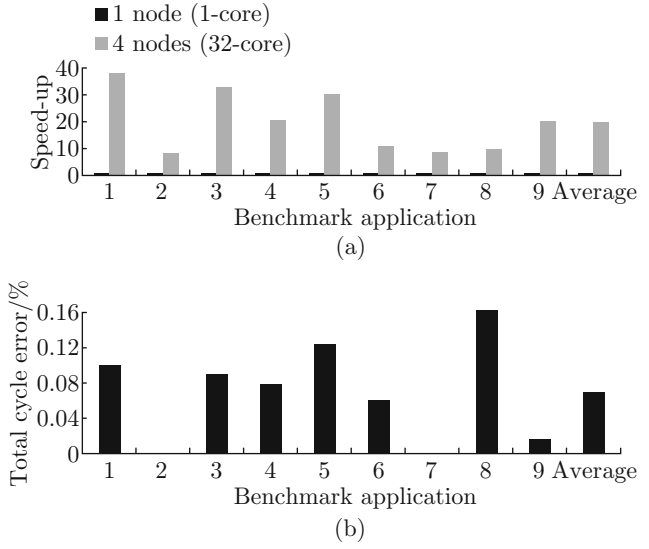 1 node (1-core)
4 nodes (32-core)
Speed-up
40
30
20
10
0
1 2 3 4 5 6 7 8 9 Average
Benchmark application
(a)
Total cycle error/%
0.16
0.12
0.08
0.04
0
1 2 3 4 5 6 7 8 9 Average
Benchmark application
(b)